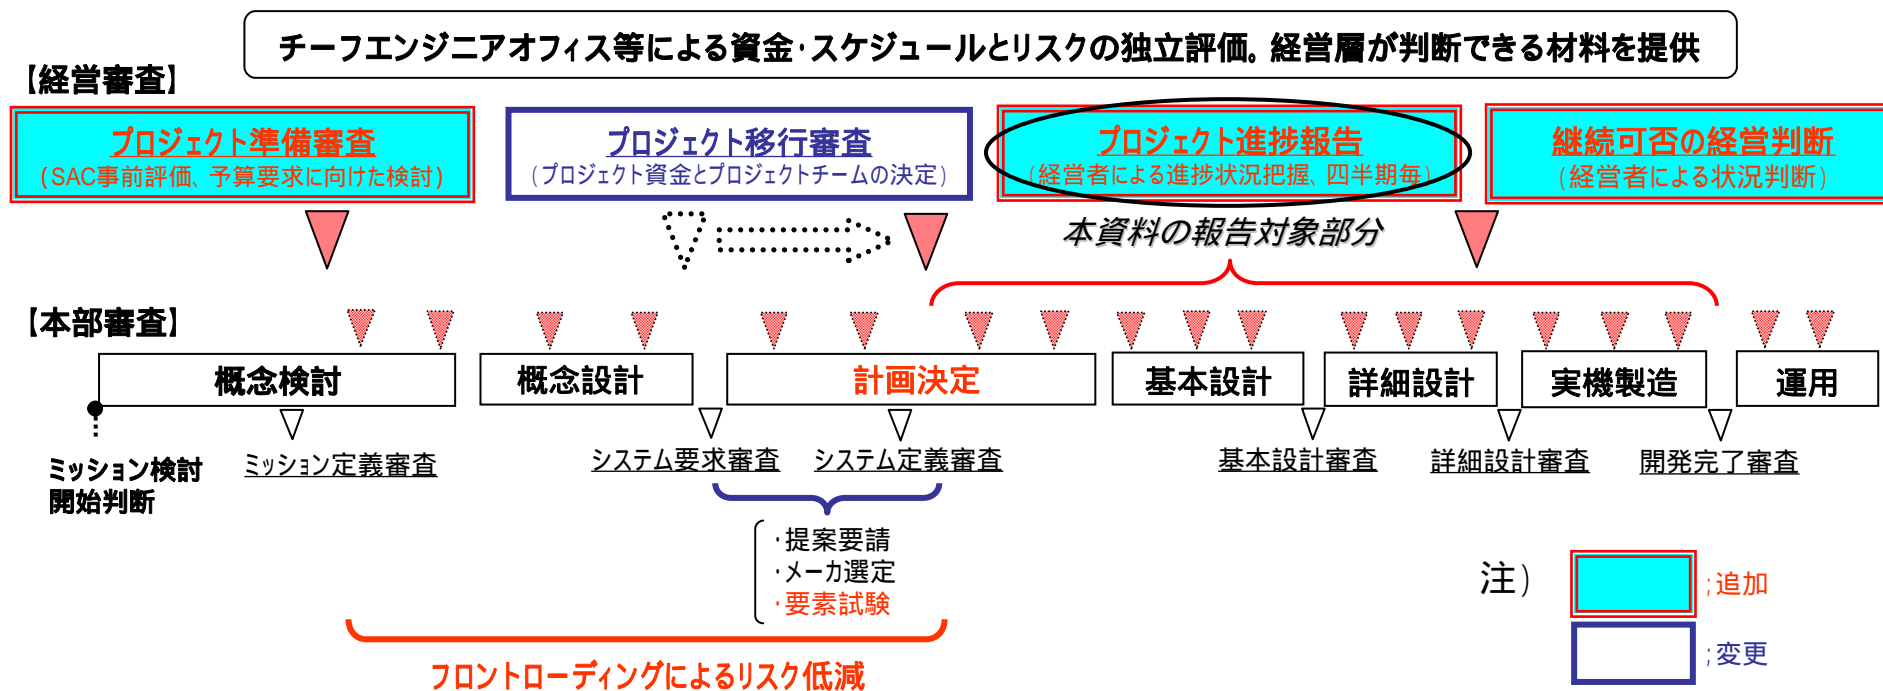 チーフエンジニアオフィス等による資金・スケジュールとリスクの独立評価。経営層が判断できる材料を提供
【経営審査】
プロジェクト準備審査
(SAC事前評価、予算要求に向けた検討)
プロジェクト移行審査
(プロジェクト資金とプロジェクトチームの決定)
プロジェクト進捗報告
(経営者による進捗状況把握、四半期毎)
継続可否の経営判断
(経営者による状況判断)
本資料の報告対象部分
【本部審査】
概念検討
概念設計
計画決定
基本設計
詳細設計
実機製造
運用
ミッション検討
開始判断
ミッション定義審査
システム要求審査
システム定義審査
基本設計審査
詳細設計審査
開発完了審査
・提案要請
・メーカ選定
・要素試験
フロントローディングによるリスク低減
注)
;追加
;変更